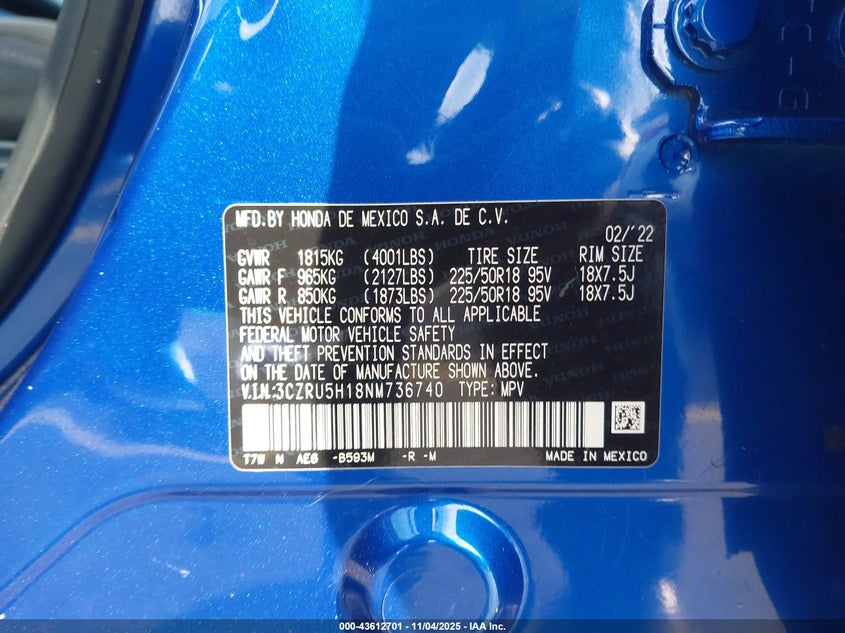 MFD.BY HONDA DE MEXICO S.A. DE C.V.
02/'22
GVWR 1815KG (4001LBS) TIRE SIZE RIM SIZE
GAWR F 965KG (2127LBS) 225/50R18 95V 18X7.5J
GAWR R 850KG (1873LBS) 225/50R18 95V 18X7.5J
THIS VEHICLE CONFORMS TO ALL APPLICABLE
FEDERAL MOTOR VEHICLE SAFETY
AND THEFT PREVENTION STANDARDS IN EFFECT
ON THE DATE OF MANUFACTURE SHOWN ABOVE.
V.I.N:3CZRU5H18NM736740 TYPE: MPV
T7W N AE6 -B593M -R -M MADE IN MEXICO
000-43612701 - 11/04/2025 - IAA Inc.